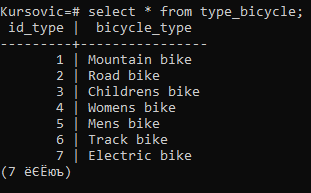 Kursovic=# select * from type_bicycle;
id_type | bicycle_type
---------+----------------
1 | Mountain bike
2 | Road bike
3 | Childrens bike
4 | Womens bike
5 | Mens bike
6 | Track bike
7 | Electric bike
(7 ёЄЁюъ)